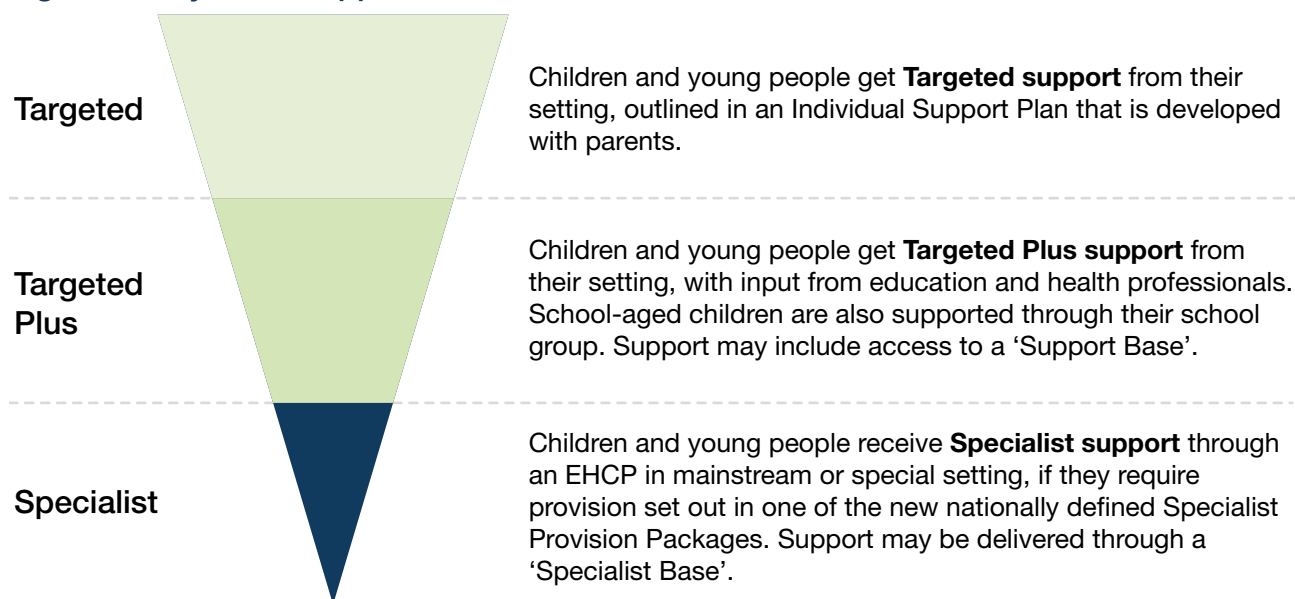 Targeted
Children and young people get Targeted support from their
setting, outlined in an Individual Support Plan that is developed
with parents.
Targeted
Plus
Children and young people get Targeted Plus support from
their setting, with input from education and health professionals.
School-aged children are also supported through their school
group. Support may include access to a ‘Support Base’.
Specialist
Children and young people receive Specialist support through
an EHCP in mainstream or special setting, if they require
provision set out in one of the new nationally defined Specialist
Provision Packages. Support may be delivered through a
‘Specialist Base’.